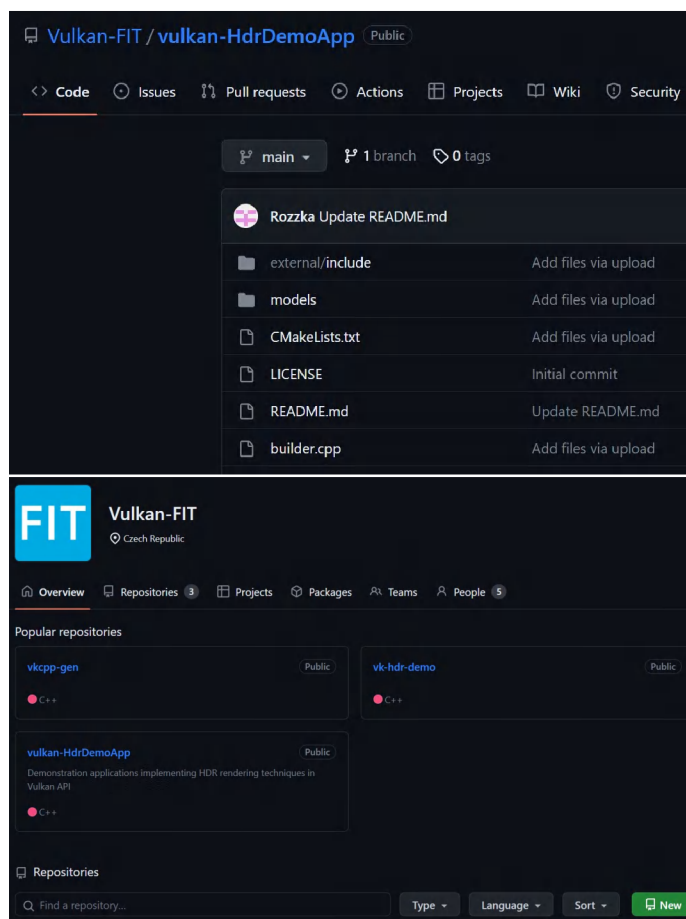 Vulkan-FIT / vulkan-HdrDemoApp Public
Code Issues Pull requests Actions Projects Wiki Security
main 1 branch 0 tags
Rozzka Update README.md
external/include Add files via upload
models Add files via upload
CMakeLists.txt Add files via upload
LICENSE Initial commit
README.md Update README.md
builder.cpp Add files via upload
FIT
Vulkan-FIT
Czech Republic
Overview Repositories 3 Projects Packages Teams People 5
Popular repositories
vkcpp-gen Public vk-hdr-demo Public
C++ C++
vulkan-HdrDemoApp Public
Demonstration applications implementing HDR rendering techniques in
Vulkan API
C++
Repositories
Find a repository... Type Language Sort New